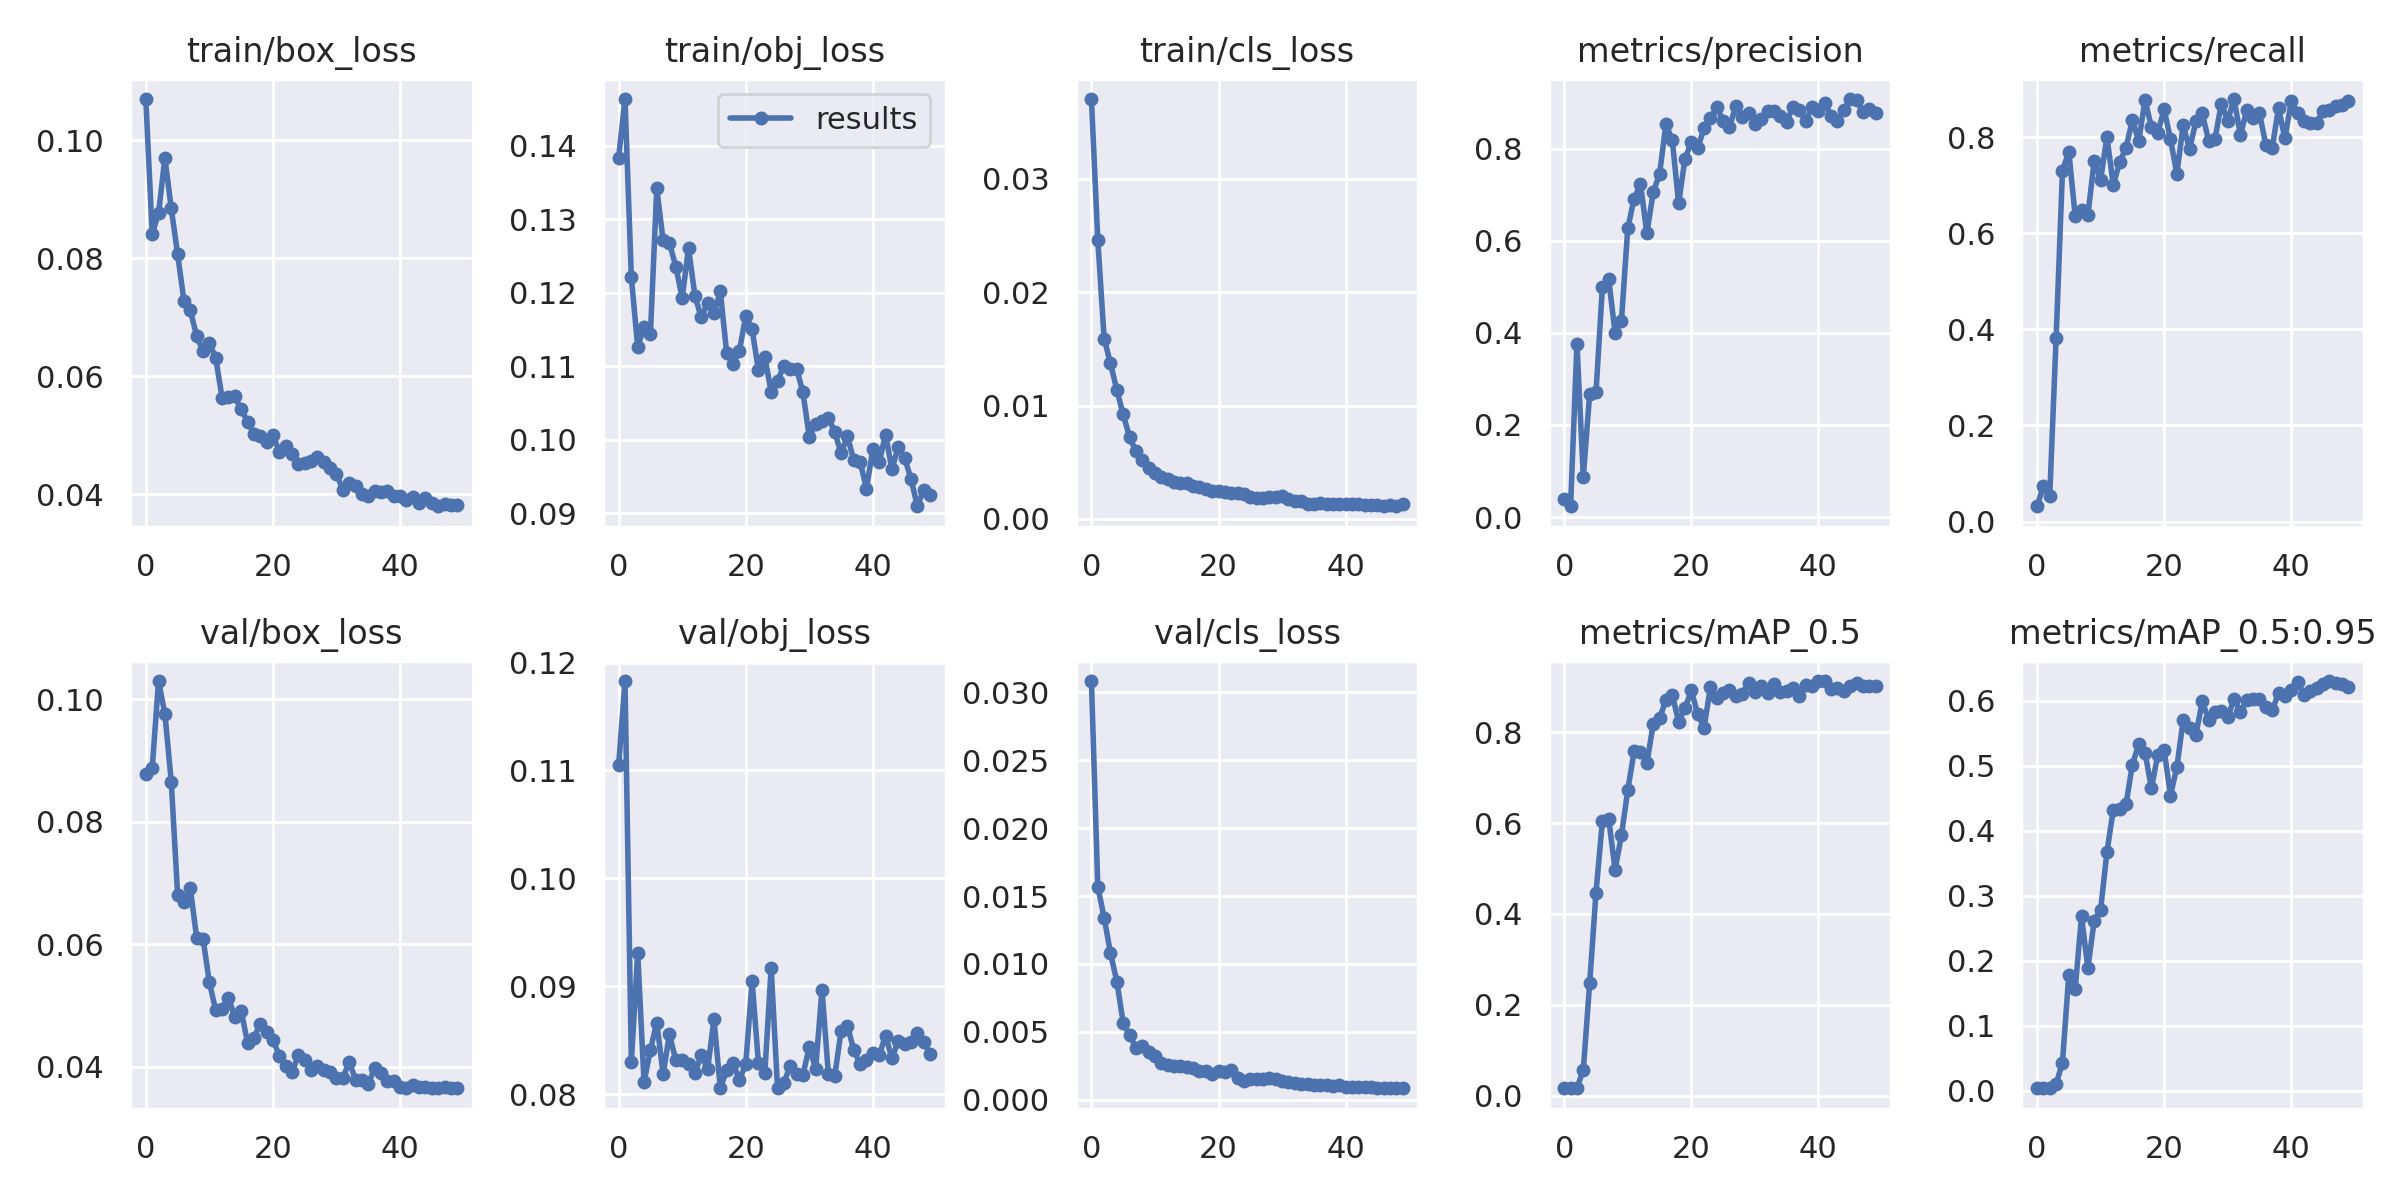 train/box_loss
0.10
0.08
0.06
0.04
0 20 40
train/obj_loss
results
0.14
0.13
0.12
0.11
0.10
0.09
0 20 40
train/cls_loss
0.03
0.02
0.01
0.00
0 20 40
metrics/precision
0.8
0.6
0.4
0.2
0.0
0 20 40
metrics/recall
0.8
0.6
0.4
0.2
0.0
0 20 40
val/box_loss
0.10
0.08
0.06
0.04
0 20 40
val/obj_loss
0.12
0.11
0.10
0.09
0.08
0 20 40
val/cls_loss
0.030
0.025
0.020
0.015
0.010
0.005
0.000
0 20 40
metrics/mAP_0.5
0.8
0.6
0.4
0.2
0.0
0 20 40
metrics/mAP_0.5:0.95
0.6
0.5
0.4
0.3
0.2
0.1
0.0
0 20 40